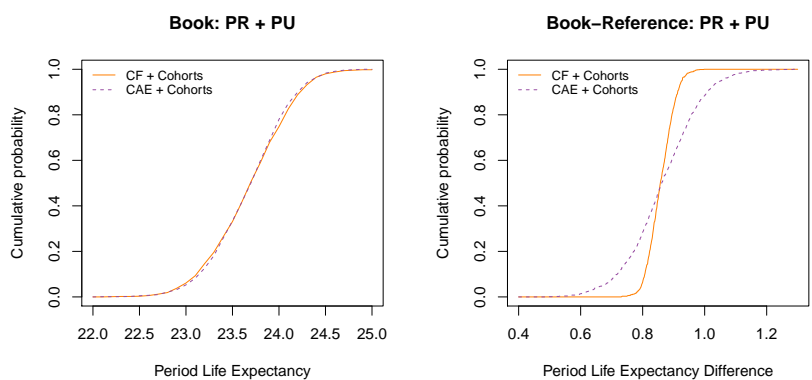 Book: PR + PU
CF + Cohorts
CAE + Cohorts
Cumulative probability
0.0 0.2 0.4 0.6 0.8 1.0
22.0 22.5 23.0 23.5 24.0 24.5 25.0
Period Life Expectancy
Book−Reference: PR + PU
CF + Cohorts
CAE + Cohorts
Cumulative probability
0.0 0.2 0.4 0.6 0.8 1.0
0.4 0.6 0.8 1.0 1.2
Period Life Expectancy Difference